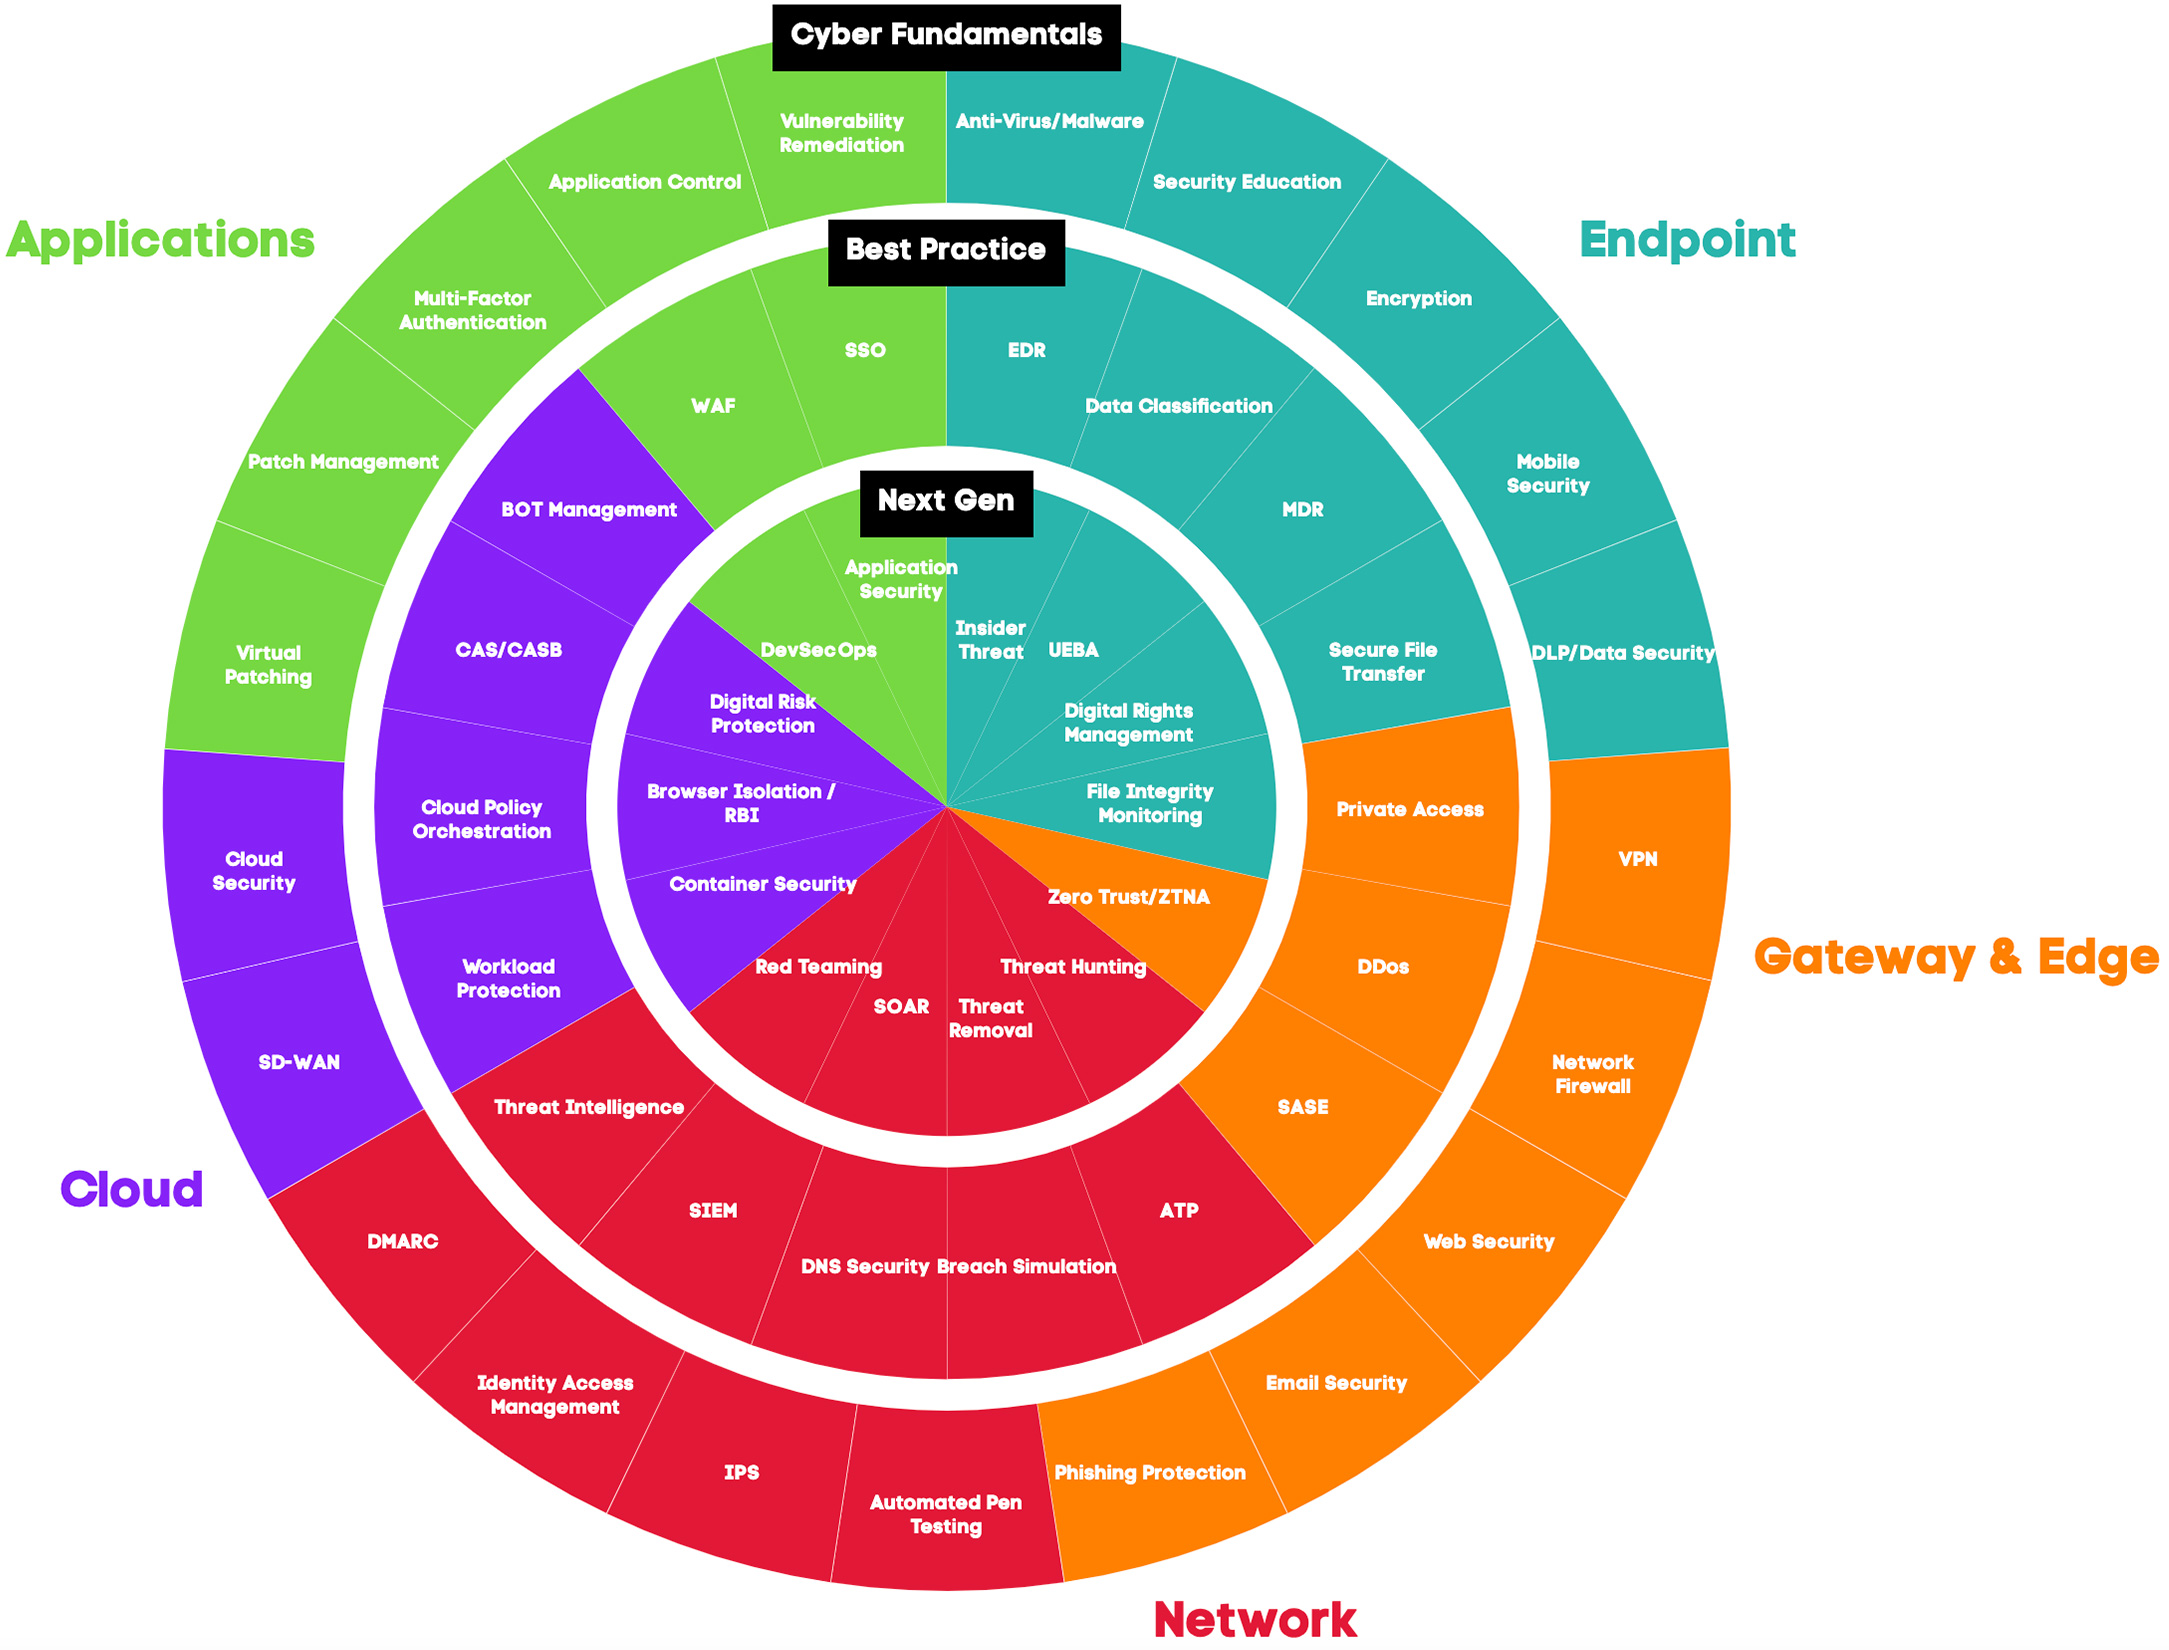 Cyber Fundamentals
Vulnerability
Remediation
Anti-Virus/Malware
Application Control
Security Education
Applications
Endpoint
Best Practice
Multi-Factor
Authentication
Encryption
SSO
EDR
WAF
Data Classification
Patch Management
Mobile
Security
Next Gen
BOT Management
MDR
Application
Security
Insider
Threat
UEBA
DevSecOps
CAS/CASB
Secure File
Transfer
Virtual
Patching
DLP/Data Security
Digital Risk
Protection
Digital Rights
Management
Browser Isolation /
RBI
File Integrity
Monitoring
Cloud Policy
Orchestration
Private Access
Cloud
Security
VPN
Container Security
Zero Trust/ZTNA
Gateway & Edge
Workload
Protection
Red Teaming
Threat Hunting
DDos
SOAR
Threat
Removal
SD-WAN
Network
Firewall
Threat Intelligence
SASE
Cloud
SIEM
ATP
DMARC
Web Security
DNS Security
Breach Simulation
Identity Access
Management
Email Security
IPS
Phishing Protection
Automated Pen
Testing
Network